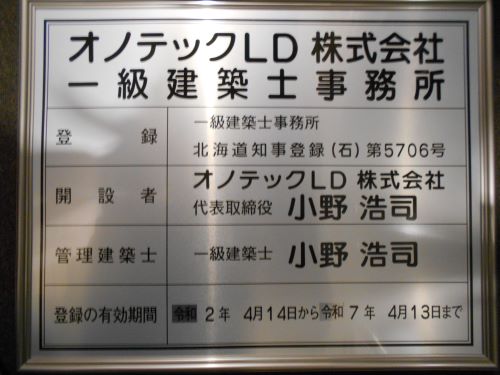 オノテックLD 株式会社
一級建築士事務所
登録
一級建築士事務所
北海道知事登録(石)第5706号
開設者
オノテックLD 株式会社
代表取締役 小野 浩司
管理建築士
一級建築士 小野 浩司
登録の有効期間
令和 2年 4月14日から令和 7年 4月13日まで